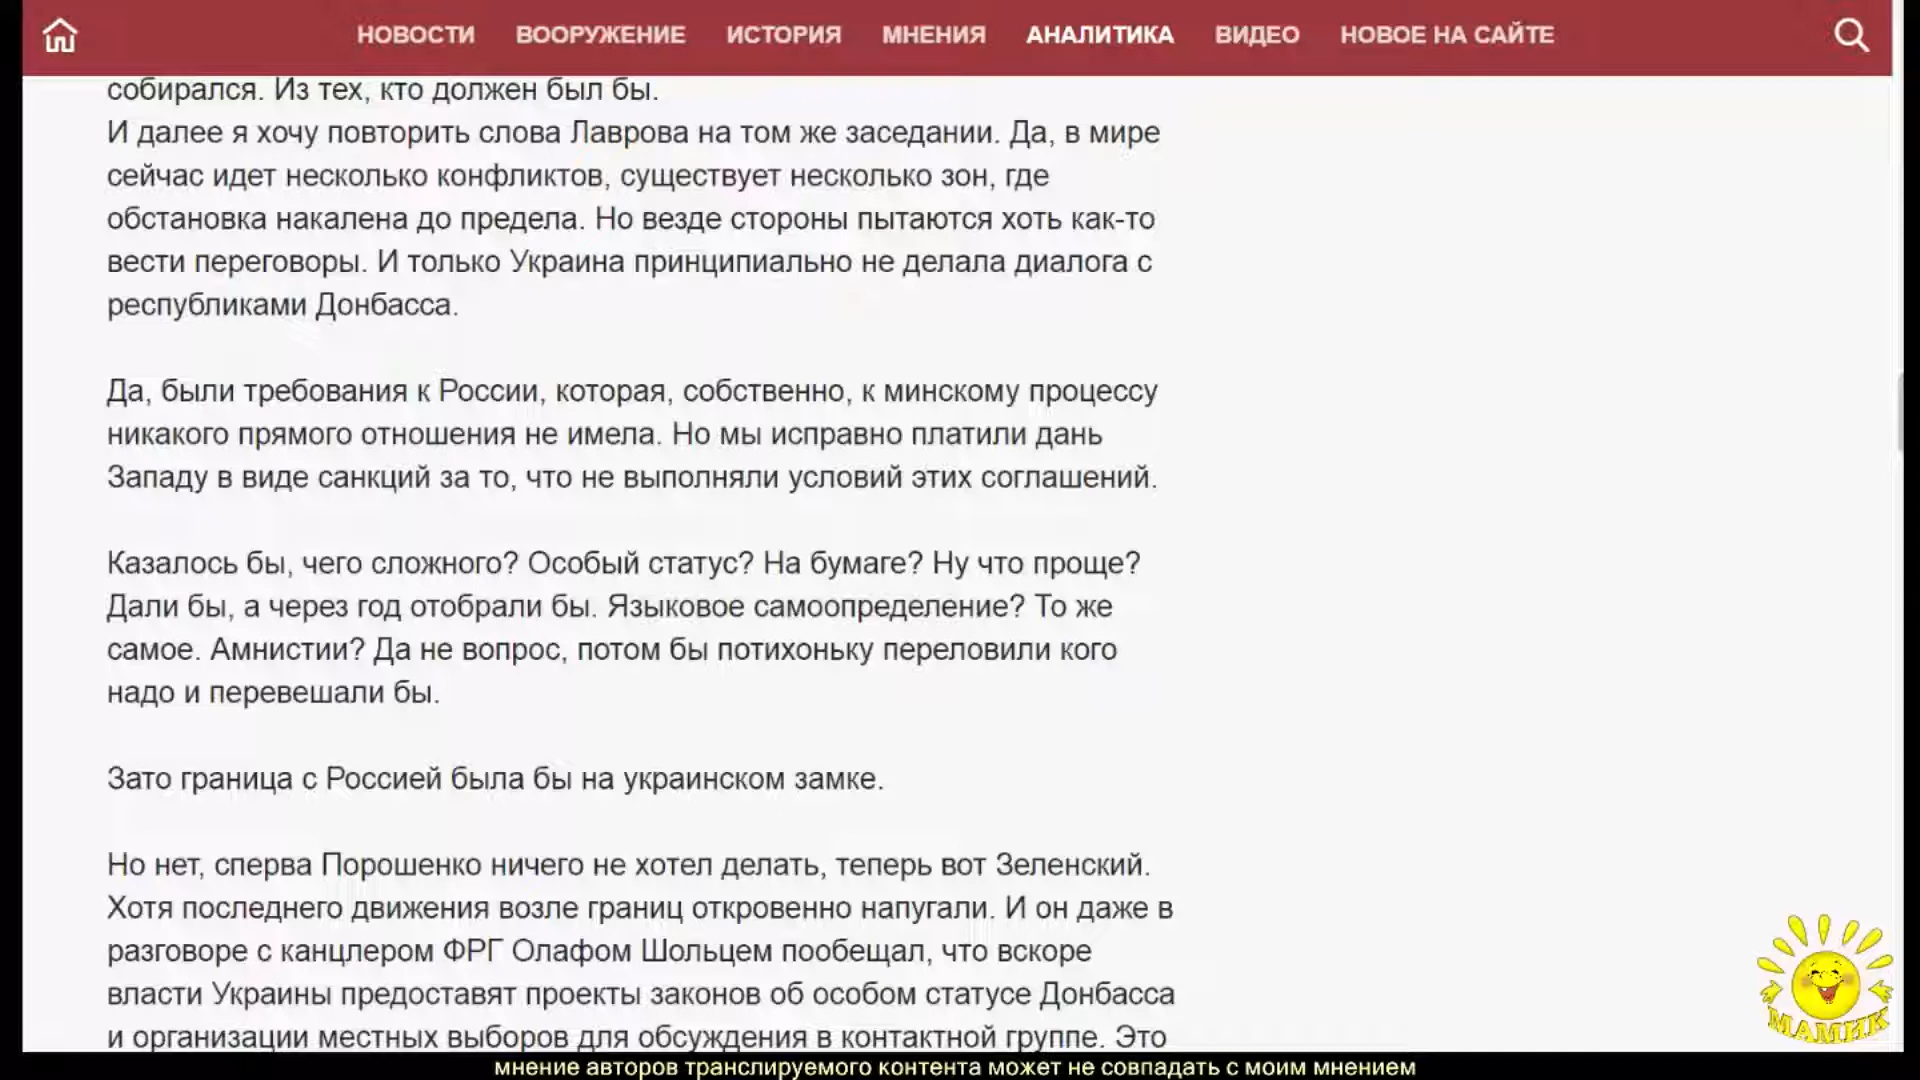 НОВОСТИ ВООРУЖЕНИЕ ИСТОРИЯ МНЕНИЯ АНАЛИТИКА ВИДЕО НОВОЕ НА САЙТЕ
собирался. Из тех, кто должен был бы.
И далее я хочу повторить слова Лаврова на том же заседании. Да, в мире
сейчас идет несколько конфликтов, существует несколько зон, где
обстановка накалена до предела. Но везде стороны пытаются хоть как-то
вести переговоры. И только Украина принципиально не делала диалога с
республиками Донбасса.
Да, были требования к России, которая, собственно, к минскому процессу
никакого прямого отношения не имела. Но мы исправно платили дань
Западу в виде санкций за то, что не выполняли условий этих соглашений.
Казалось бы, чего сложного? Особый статус? На бумаге? Ну что проще?
Дали бы, а через год отобрали бы. Языковое самоопределение? То же
самое. Амнистии? Да не вопрос, потом бы потихоньку переловили кого
надо и перевешали бы.
Зато граница с Россией была бы на украинском замке.
Но нет, сперва Порошенко ничего не хотел делать, теперь вот Зеленский.
Хотя последнего движения возле границ откровенно напугали. И он даже в
разговоре с канцлером ФРГ Олафом Шольцем пообещал, что вскоре
власти Украины предоставят проекты законов об особом статусе Донбасса
и организации местных выборов для обсуждения в контактной группе. Это
МАМИК
мнение авторов транслируемого контента может не совпадать с моим мнением